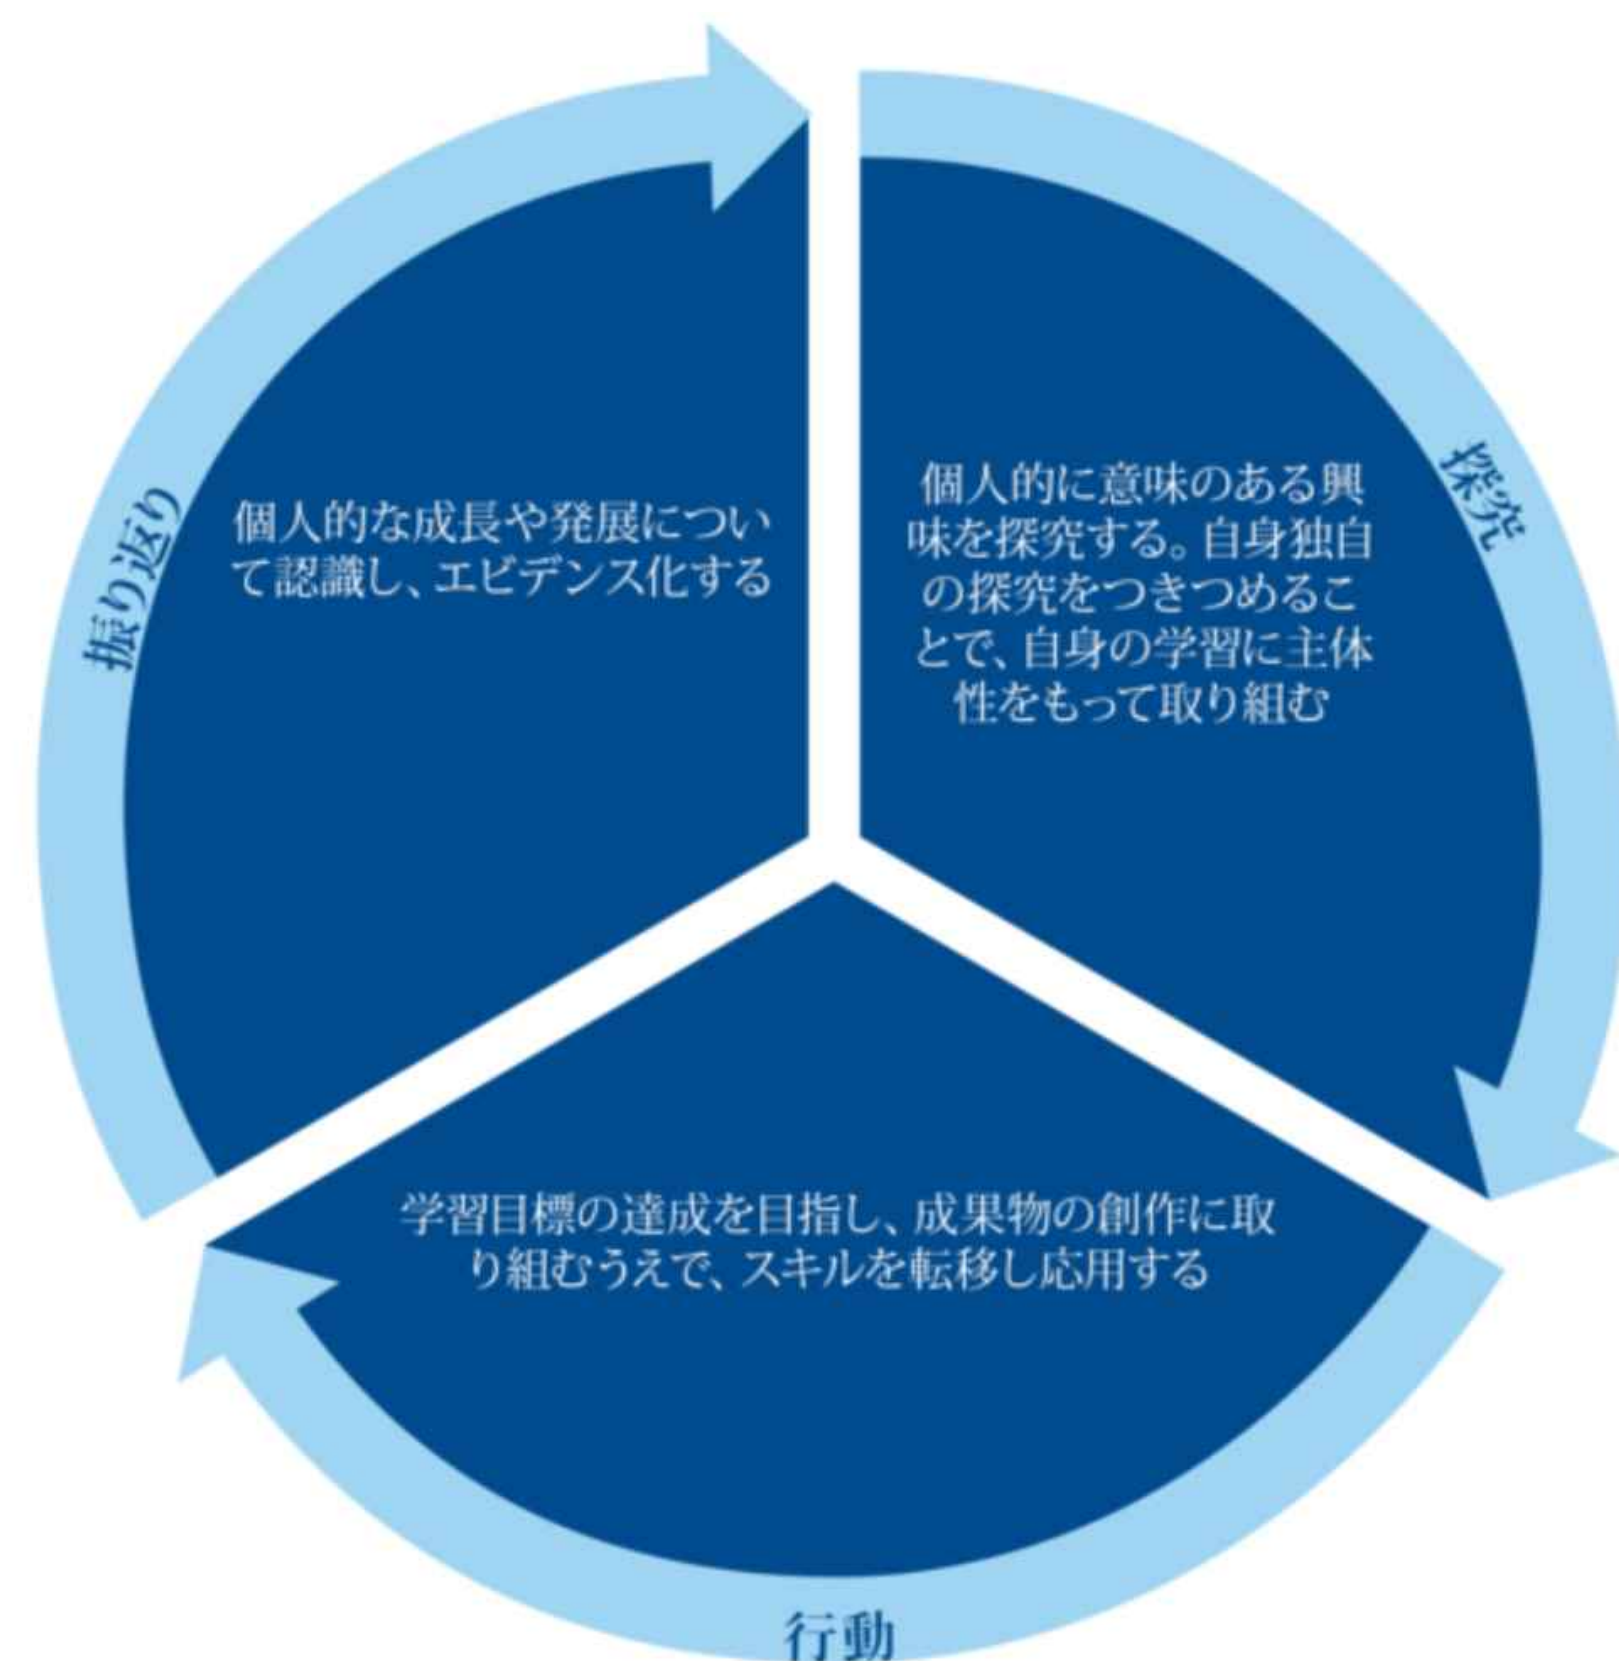 探究
個人的に意味のある興
味を探究する。自身独自
の探究をつきつめるこ
とで、自身の学習に主体
性をもって取り組む
行動
学習目標の達成を目指し、成果物の創作に取
り組むうえで、スキルを転移し応用する
振り返り
個人的な成長や発展につい
て認識し、エビデンス化する